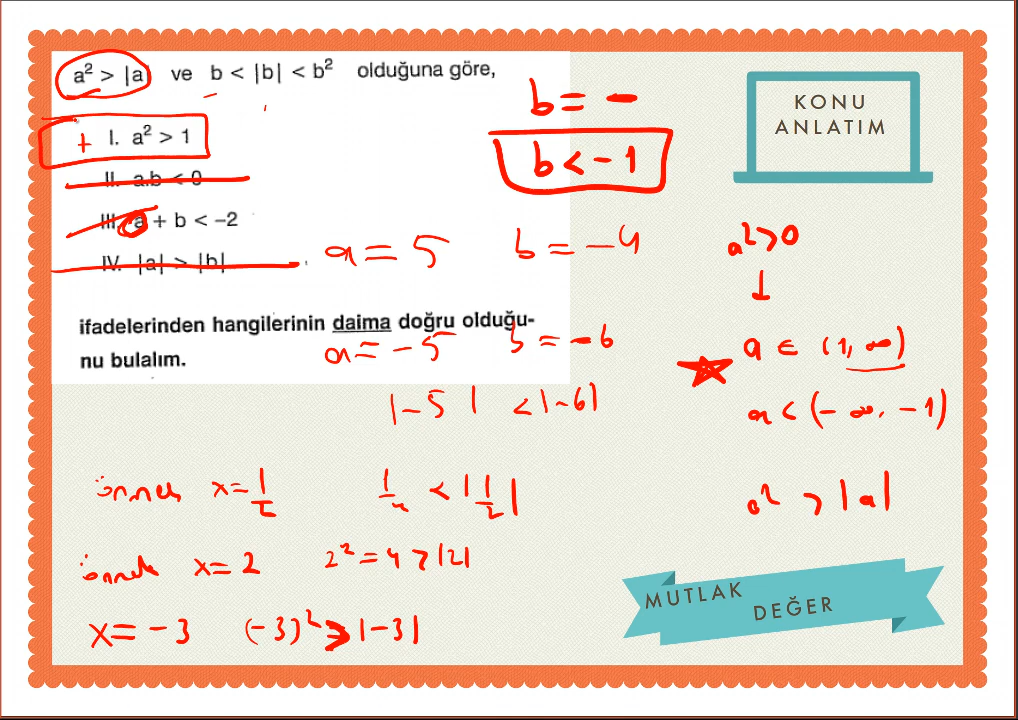 a² > |a| ve b < |b| < b² olduğuna göre,
+ I. a² > 1
II. a.b < 0
III. a + b < −2
IV. |a| > |b|
ifadelerinden hangilerinin daima doğru olduğu-
nu bulalım.
b = −
b < −1
KONU
ANLATIM
a = 5 b = −4
a = −5 b = −6
|−5| < |−6|
a² > 0
↓
a ∈ (1, ∞)
a < (−∞, −1)
a² > |a|
örnek x = 1/2 1/4 < |1/2|
örnek x = 2 2² = 4 > |2|
x = −3 (−3)² > |−3|
MUTLAK
DEĞER